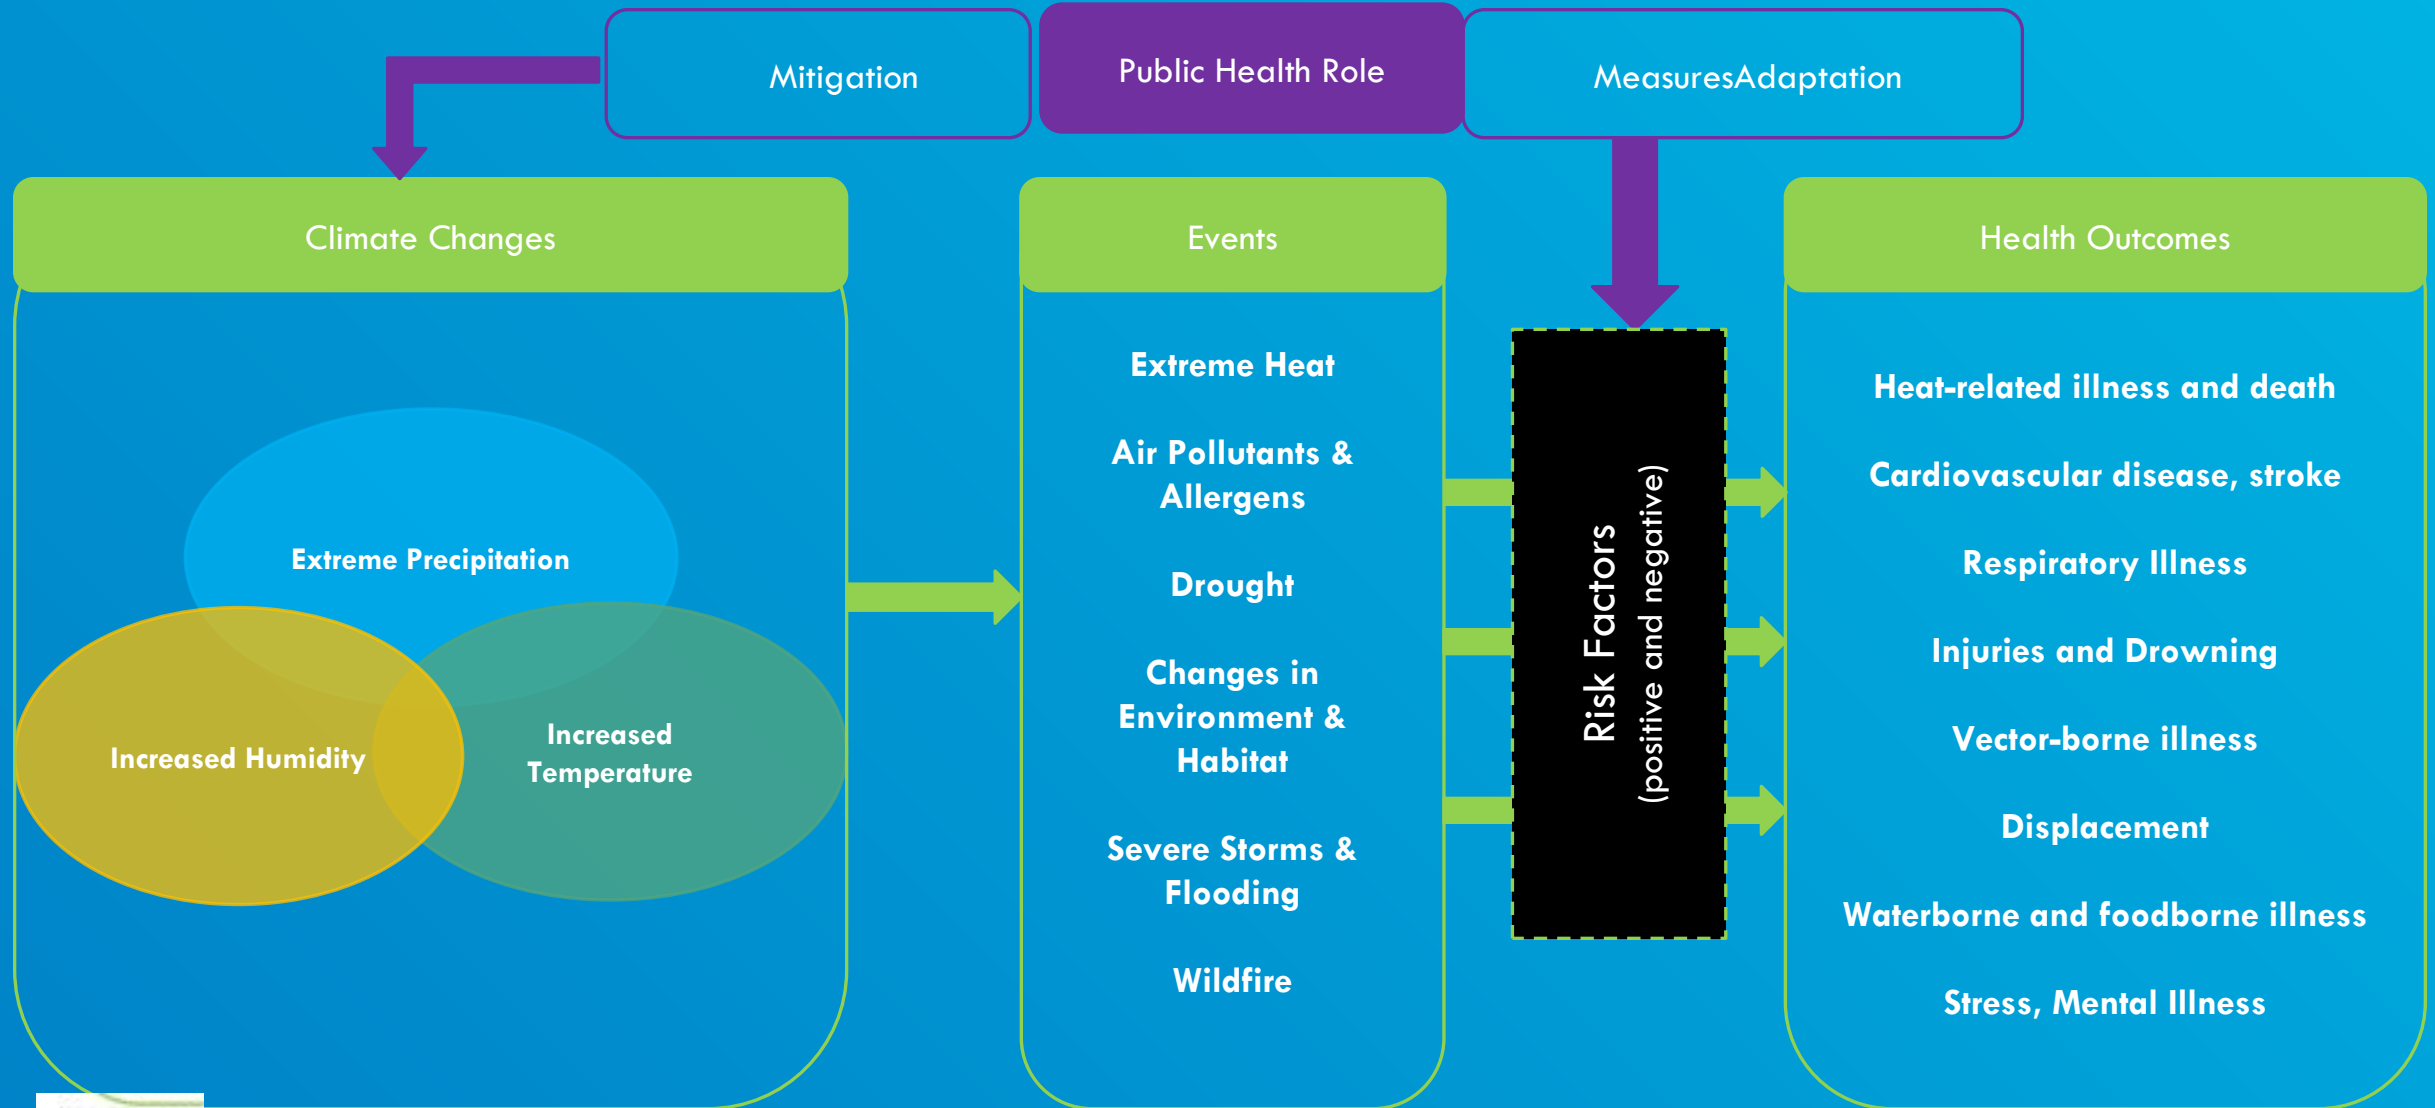 Mitigation
Public Health Role
MeasuresAdaptation
Climate Changes
Extreme Precipitation
Increased Humidity
Increased
Temperature
Events
Extreme Heat
Air Pollutants &
Allergens
Drought
Changes in
Environment &
Habitat
Severe Storms &
Flooding
Wildfire
Risk Factors
(positive and negative)
Health Outcomes
Heat-related illness and death
Cardiovascular disease, stroke
Respiratory Illness
Injuries and Drowning
Vector-borne illness
Displacement
Waterborne and foodborne illness
Stress, Mental Illness